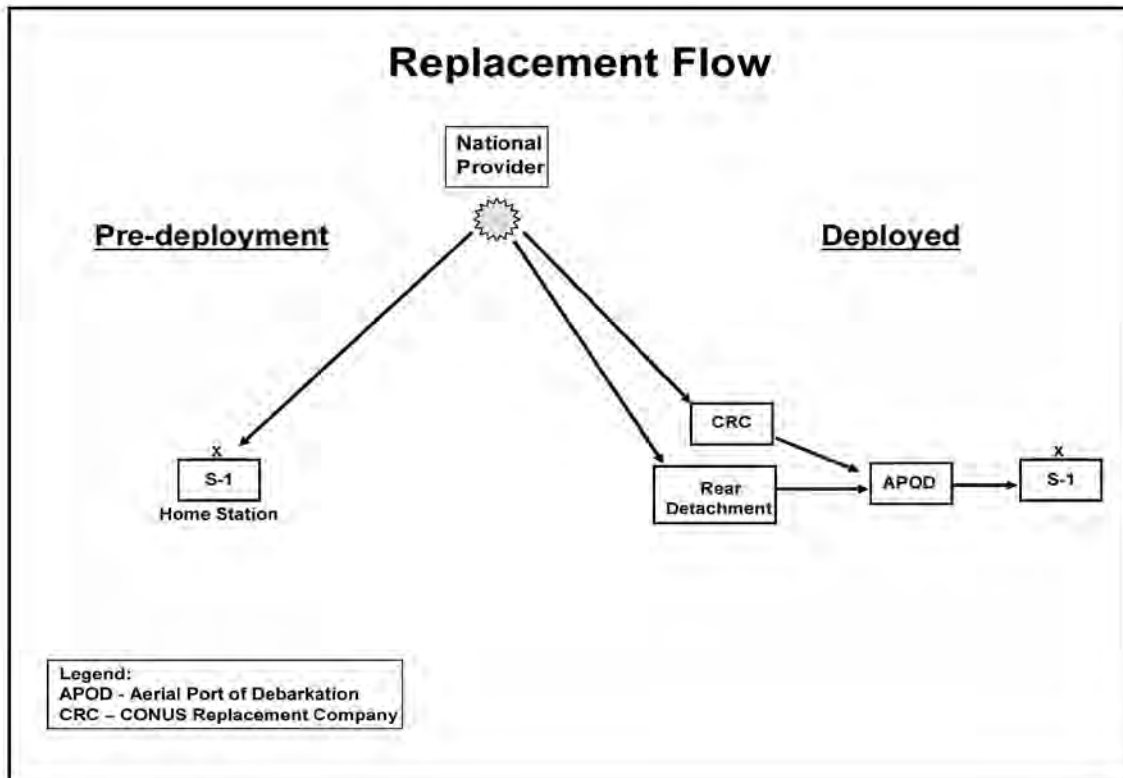 Replacement Flow
National
Provider
Pre-deployment
Deployed
X
S-1
Home Station
CRC
Rear
Detachment
APOD
X
S-1
Legend:
APOD - Aerial Port of Debarkation
CRC – CONUS Replacement Company